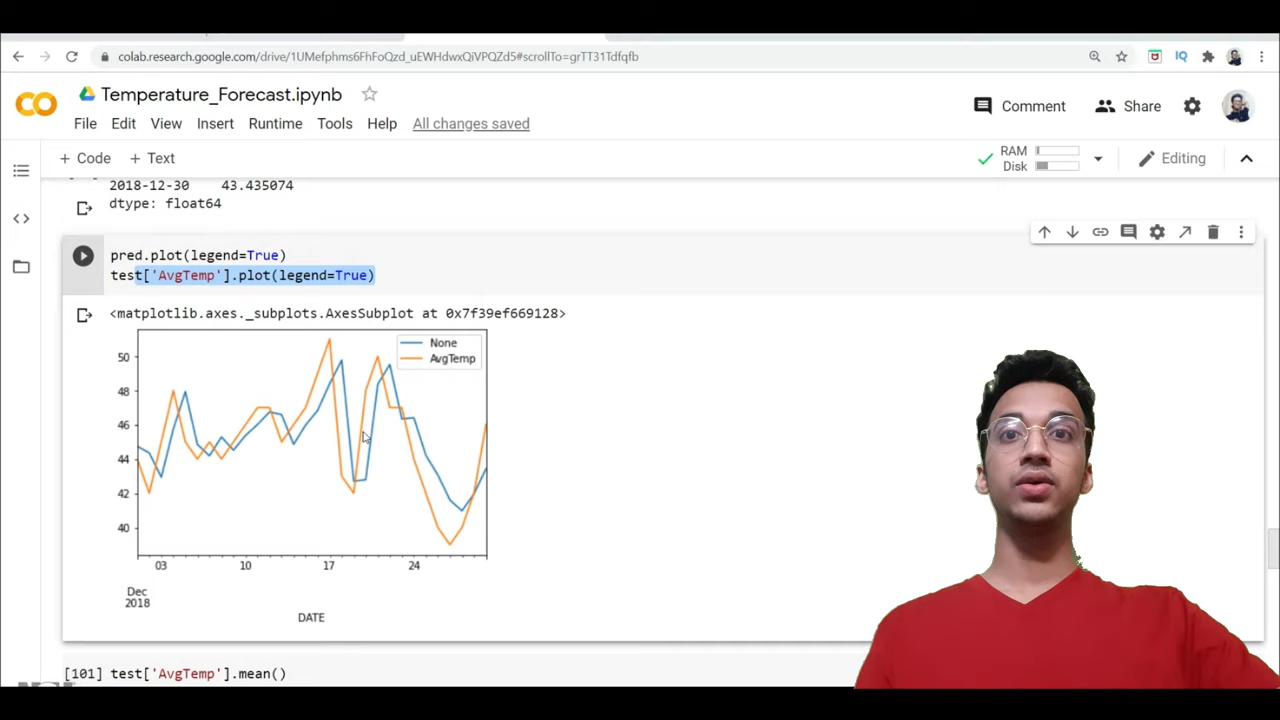 colab.research.google.com/drive/1UMefphms6FhFoQzd_uEWHdwxQiVPQZd5#scrollTo=grTT31Tdfqfb
Temperature_Forecast.ipynb
Comment
Share
File Edit View Insert Runtime Tools Help All changes saved
+ Code + Text
RAM
Disk
Editing
2018-12-30 43.435074
dtype: float64
pred.plot(legend=True)
test['AvgTemp'].plot(legend=True)
<matplotlib.axes._subplots.AxesSubplot at 0x7f39ef669128>
None
AvgTemp
50
48
46
44
42
40
03 10 17 24
Dec
2018
DATE
[101] test['AvgTemp'].mean()